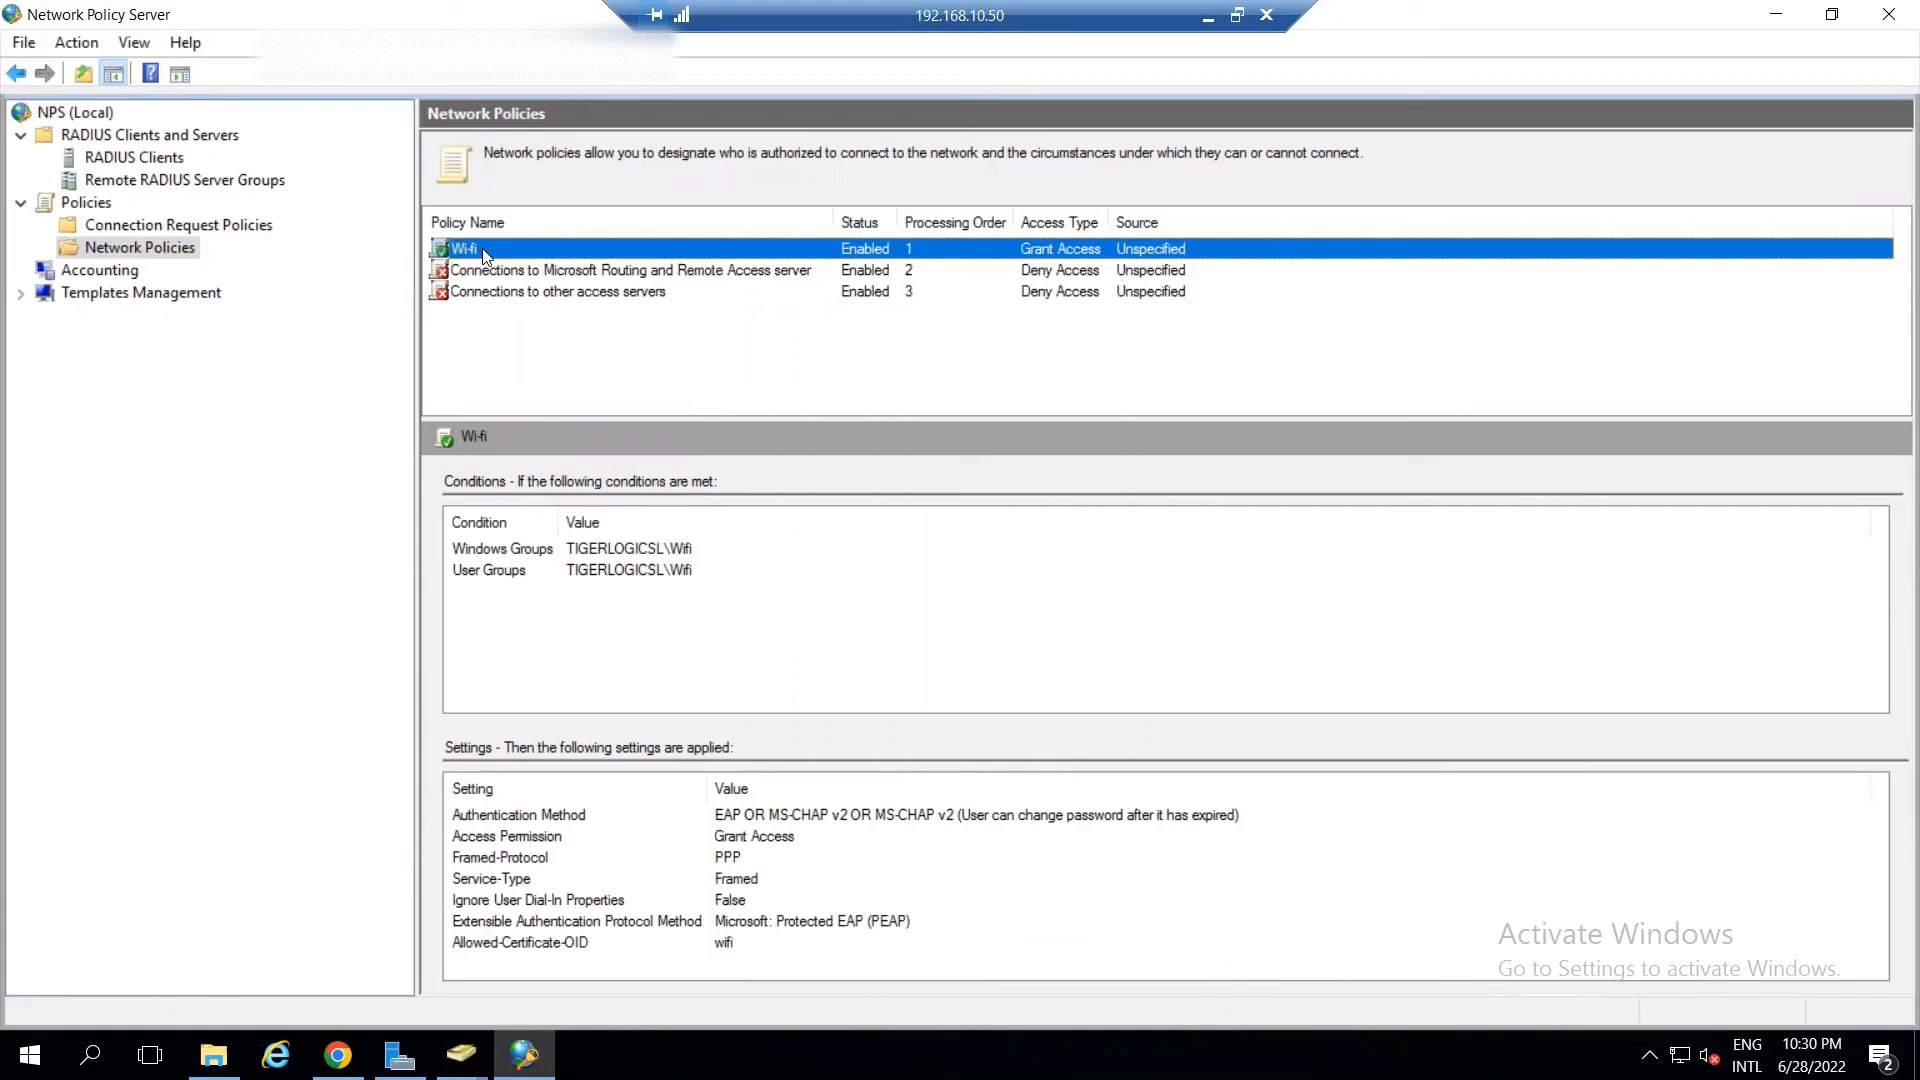 Network Policy Server
192.168.10.50
File Action View Help
NPS (Local)
RADIUS Clients and Servers
RADIUS Clients
Remote RADIUS Server Groups
Policies
Connection Request Policies
Network Policies
Accounting
Templates Management
Network Policies
Network policies allow you to designate who is authorized to connect to the network and the circumstances under which they can or cannot connect.
Policy Name Status Processing Order Access Type Source
Wi-fi Enabled 1 Grant Access Unspecified
Connections to Microsoft Routing and Remote Access server Enabled 2 Deny Access Unspecified
Connections to other access servers Enabled 3 Deny Access Unspecified
Wi-fi
Conditions - If the following conditions are met:
Condition Value
Windows Groups TIGERLOGICSL\Wifi
User Groups TIGERLOGICSL\Wifi
Settings - Then the following settings are applied:
Setting Value
Authentication Method EAP OR MS-CHAP v2 OR MS-CHAP v2 (User can change password after it has expired)
Access Permission Grant Access
Framed-Protocol PPP
Service-Type Framed
Ignore User Dial-In Properties False
Extensible Authentication Protocol Method Microsoft: Protected EAP (PEAP)
Allowed-Certificate-OID wifi
Activate Windows
Go to Settings to activate Windows.
ENG 10:30 PM
INTL 6/28/2022
2